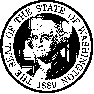 THE SEAL OF THE STATE OF WASHINGTON
1889